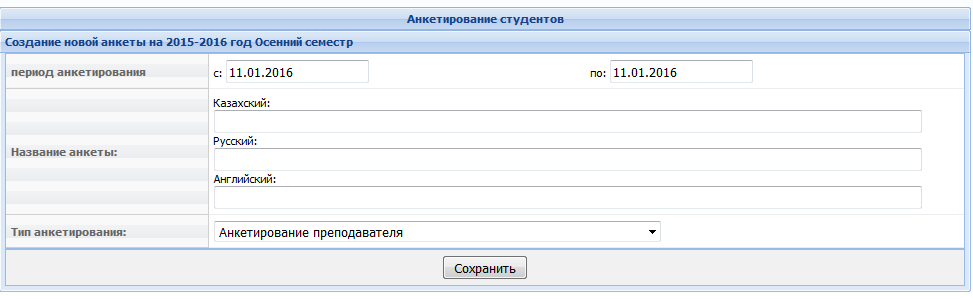 Анкетирование студентов
Создание новой анкеты на 2015-2016 год Осенний семестр
период анкетирования с: 11.01.2016 по: 11.01.2016
Казахский:
Русский:
Название анкеты:
Английский:
Тип анкетирования: Анкетирование преподавателя
Сохранить